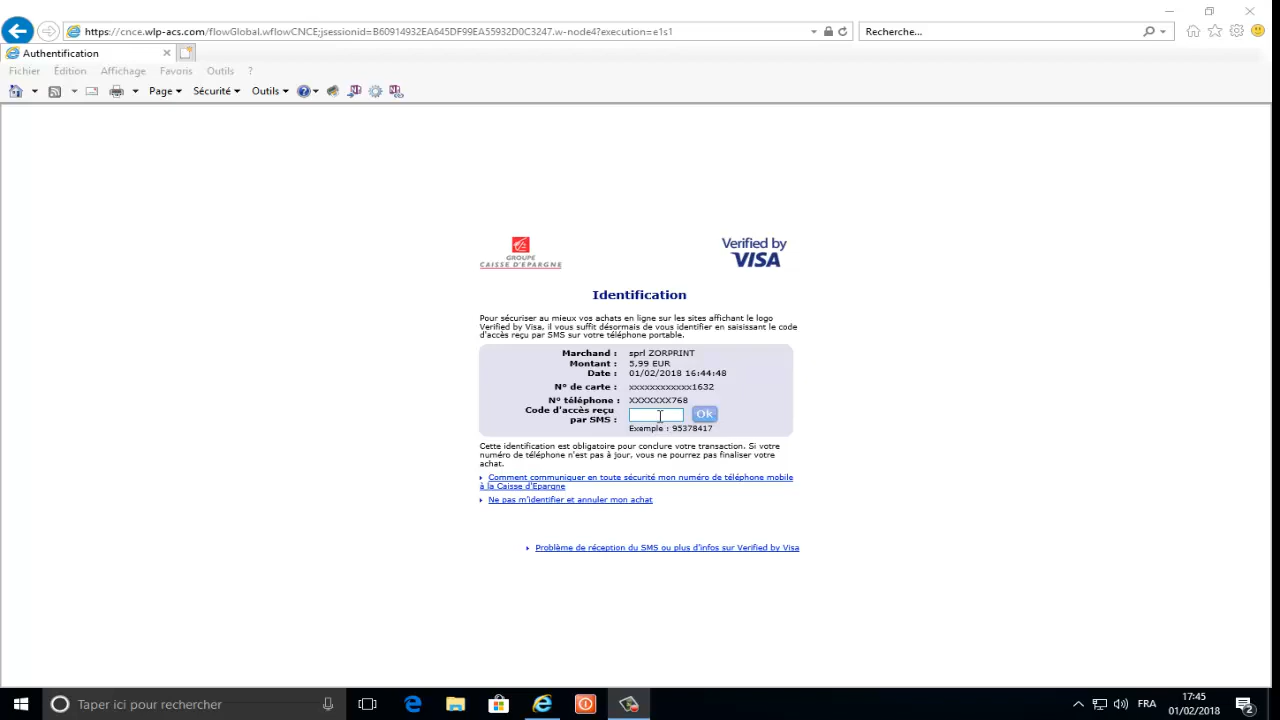 https://cnce.wlp-acs.com/flowGlobal.wflowCNCE;jsessionid=B60914932EA645DF99EA55932D0C3247.w-node4?execution=e1s1
Recherche...
Authentification
Fichier Édition Affichage Favoris Outils ?
Page Sécurité Outils
GROUPE
CAISSE D'EPARGNE
Verified by
VISA
Identification
Pour sécuriser au mieux vos achats en ligne sur les sites affichant le logo
Verified by Visa, il vous suffit désormais de vous identifier en saisissant le code
d'accès reçu par SMS sur votre téléphone portable.
Marchand : sprl ZORPRINT
Montant : 5,99 EUR
Date : 01/02/2018 16:44:48
N° de carte : xxxxxxxxxxxx1632
N° téléphone : XXXXXXX768
Code d'accès reçu
par SMS :
Ok
Exemple : 95378417
Cette identification est obligatoire pour conclure votre transaction. Si votre
numéro de téléphone n'est pas à jour, vous ne pourrez pas finaliser votre
achat.
Comment communiquer en toute sécurité mon numéro de téléphone mobile
à la Caisse d'Epargne
Ne pas m'identifier et annuler mon achat
Problème de réception du SMS ou plus d'infos sur Verified by Visa
Taper ici pour rechercher
FRA
17:45
01/02/2018
2